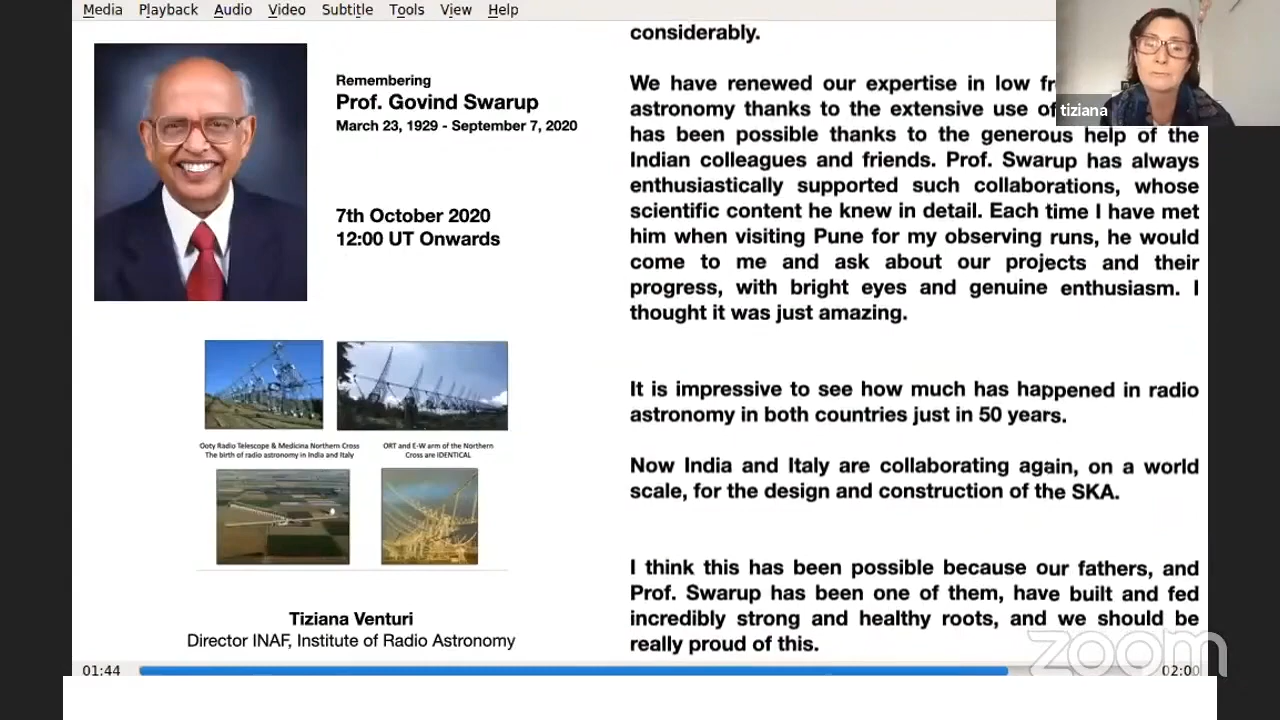 Media Playback Audio Video Subtitle Tools View Help
Remembering
Prof. Govind Swarup
March 23, 1929 - September 7, 2020
7th October 2020
12:00 UT Onwards
Ooty Radio Telescope & Medicina Northern Cross
The birth of radio astronomy in India and Italy
ORT and E-W arm of the Northern
Cross are IDENTICAL
Tiziana Venturi
Director INAF, Institute of Radio Astronomy
considerably.
We have renewed our expertise in low
astronomy thanks to the extensive use of
has been possible thanks to the generous help of the
Indian colleagues and friends. Prof. Swarup has always
enthusiastically supported such collaborations, whose
scientific content he knew in detail. Each time I have met
him when visiting Pune for my observing runs, he would
come to me and ask about our projects and their
progress, with bright eyes and genuine enthusiasm. I
thought it was just amazing.
It is impressive to see how much has happened in radio
astronomy in both countries just in 50 years.
Now India and Italy are collaborating again, on a world
scale, for the design and construction of the SKA.
I think this has been possible because our fathers, and
Prof. Swarup has been one of them, have built and fed
incredibly strong and healthy roots, and we should be
really proud of this.
tiziana
zoom
01:44
02:00